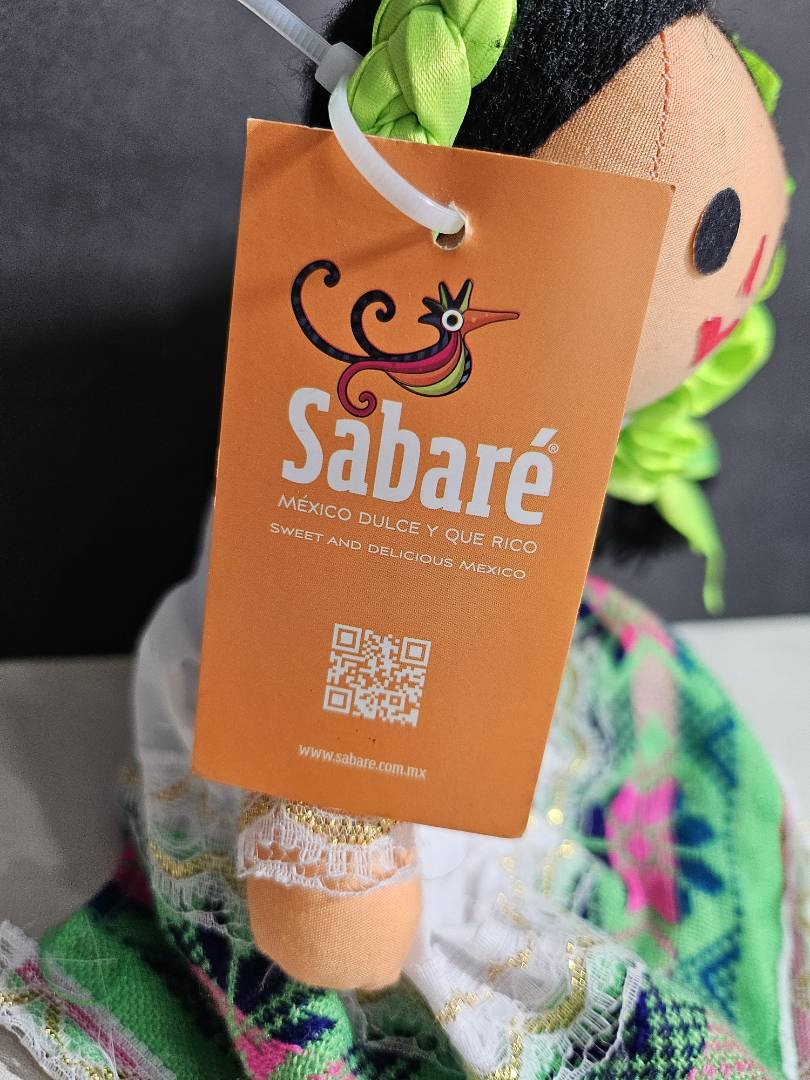 Sabaré®
MÉXICO DULCE Y QUE RICO
SWEET AND DELICIOUS MEXICO
www.sabare.com.mx